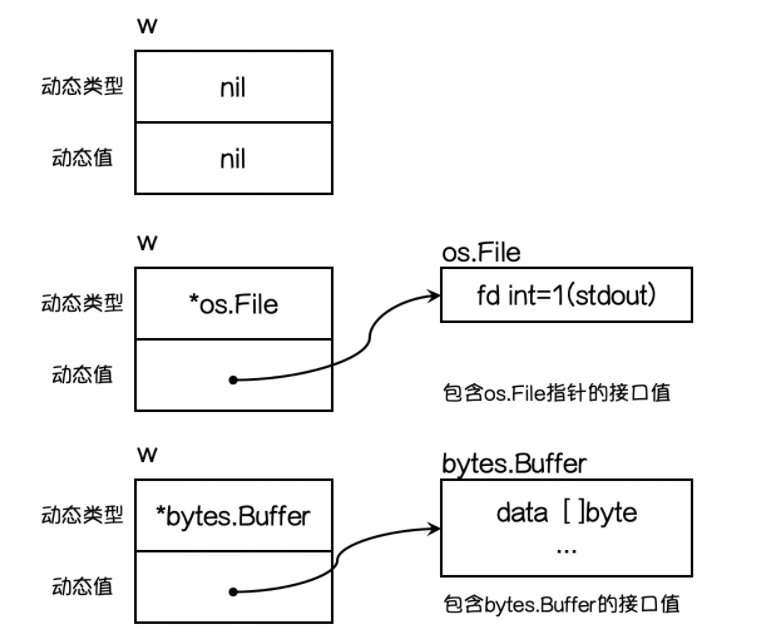 w
动态类型 nil
动态值 nil
w
os.File
动态类型 *os.File fd int=1(stdout)
动态值
包含os.File指针的接口值
w
bytes.Buffer
动态类型 *bytes.Buffer data []byte
...
动态值
包含bytes.Buffer的接口值